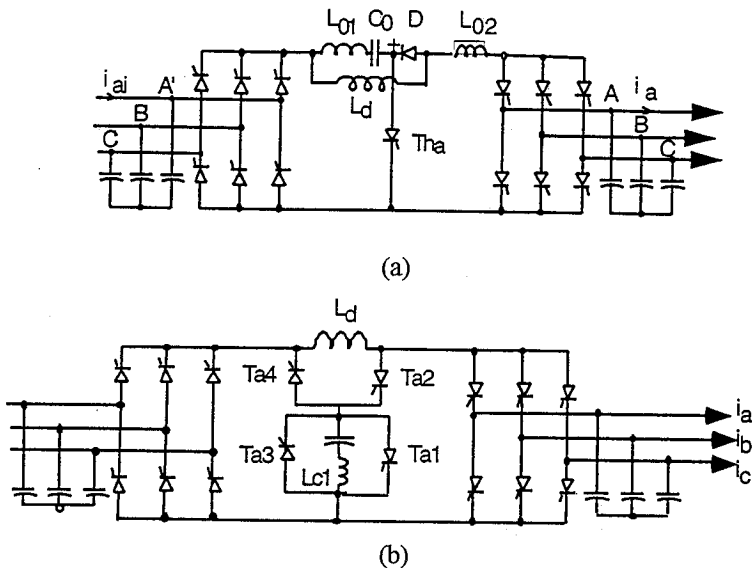 L01 C0 D L02
+
iai A' A ia
B Ld B
C Tha C
(a)
Ld
Ta4 Ta2
ia
Ta3 Ta1 ib
Lc1 ic
(b)